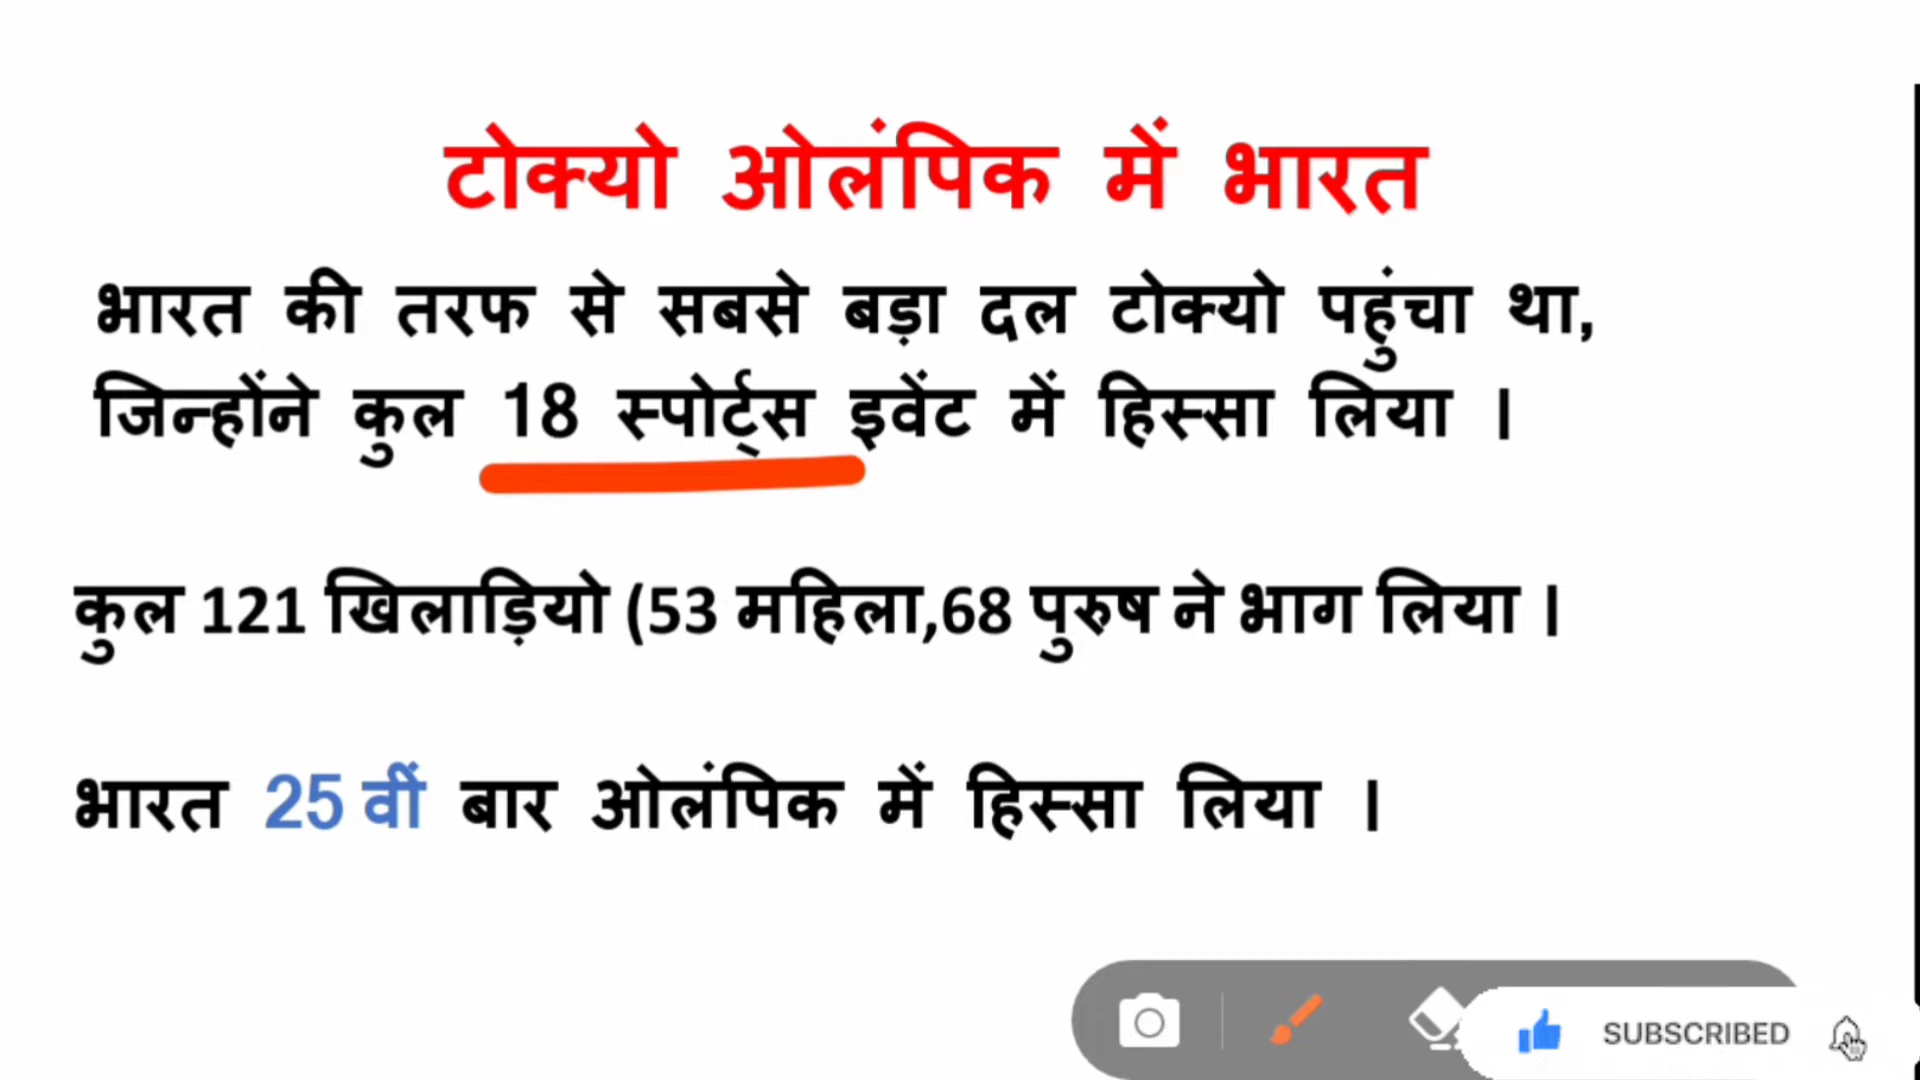 टोक्यो ओलंपिक में भारत
भारत की तरफ से सबसे बड़ा दल टोक्यो पहुंचा था,
जिन्होंने कुल 18 स्पोर्ट्स इवेंट में हिस्सा लिया ।
कुल 121 खिलाड़ियो (53 महिला,68 पुरुष ने भाग लिया ।
भारत 25 वीं बार ओलंपिक में हिस्सा लिया ।
SUBSCRIBED